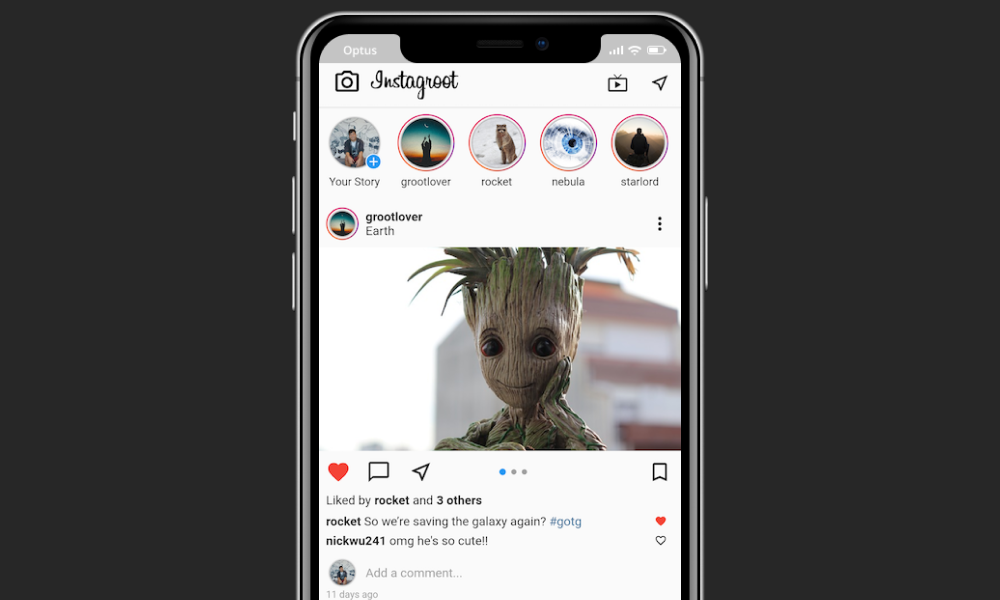 Optus
Instagroot
Your Story
grootlover
rocket
nebula
starlord
grootlover
Earth
Liked by rocket and 3 others
rocket So we're saving the galaxy again? #gotg
nickwu241 omg he's so cute!!
Add a comment...
11 days ago